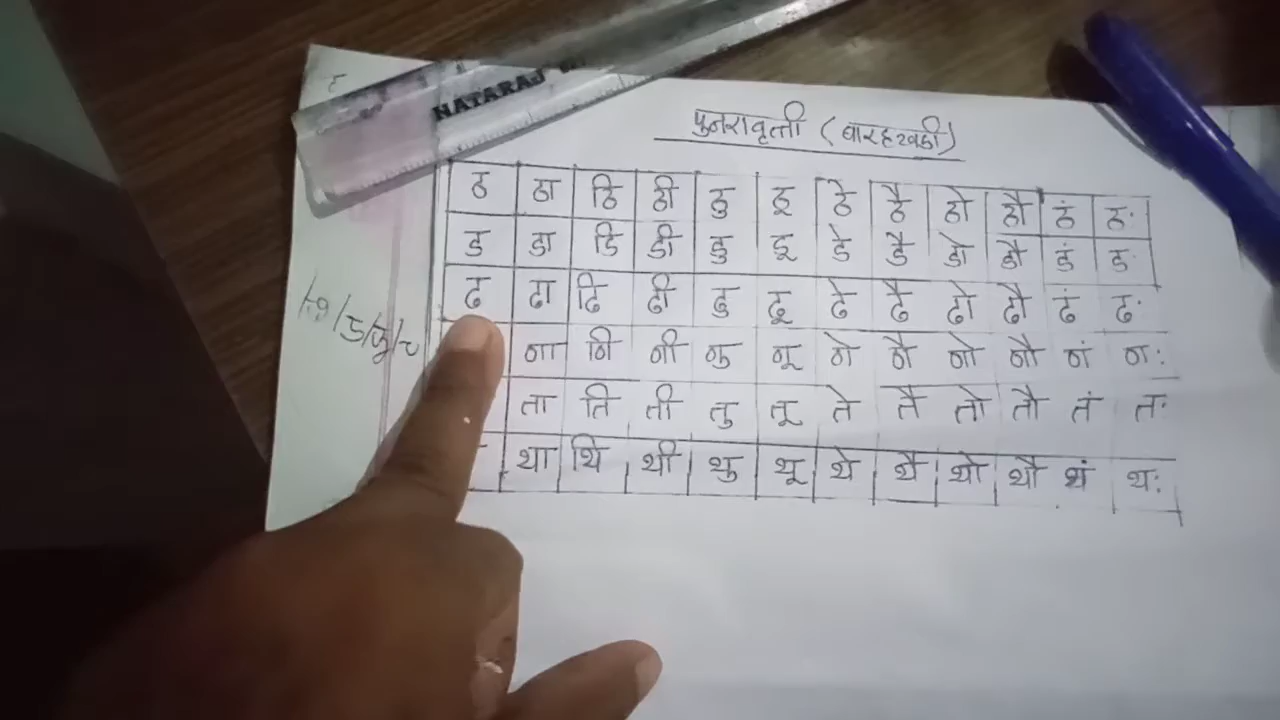 NATARAJ
पुनरावृत्ती (बारहखडी)
ठ ठा ठि ठी ठु ठू ठे ठै ठो ठौ ठं ठः
ड डा डि डी डु डू डे डै डो डौ डं डः
ढ ढा ढि ढी ढु ढू ढे ढै ढो ढौ ढं ढः
णा णि णी णु णू णे णै णो णौ णं णः
ता ति ती तु तू ते तै तो तौ तं तः
था थि थी थु थू थे थै थो थौ थं थः